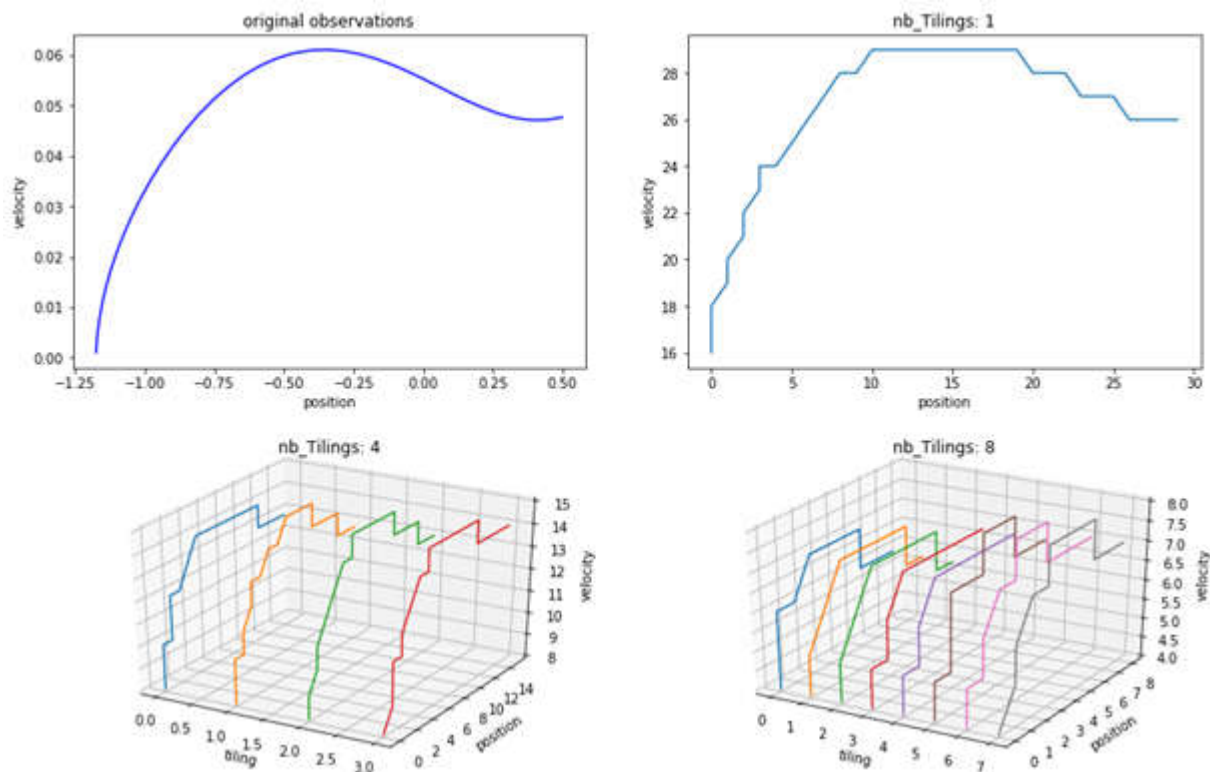 original observations
0.06
0.05
0.04
0.03
0.02
0.01
0.00
velocity
−1.25 −1.00 −0.75 −0.50 −0.25 0.00 0.25 0.50
position
nb_Tilings: 1
28
26
24
22
20
18
16
velocity
0 5 10 15 20 25 30
position
nb_Tilings: 4
15
14
13
12
11
10
9
8
velocity
0.0 0.5 1.0 1.5 2.0 2.5 3.0
tiling
0 2 4 6 8 10 12 14
position
nb_Tilings: 8
8.0
7.5
7.0
6.5
6.0
5.5
5.0
4.5
4.0
velocity
0 1 2 3 4 5 6 7
tiling
0 1 2 3 4 5 6 7 8
position